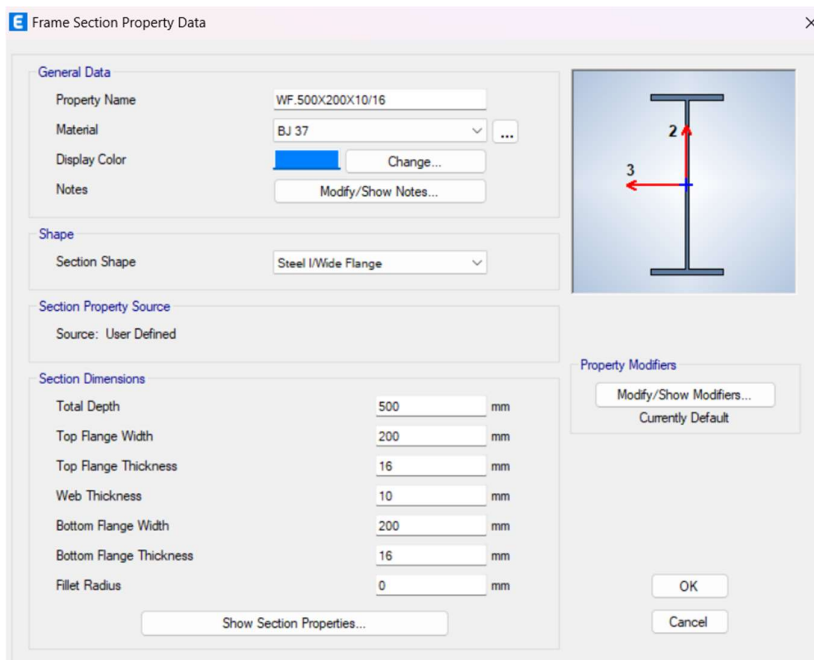 E Frame Section Property Data
General Data
Property Name WF.500X200X10/16
Material BJ 37 ...
Display Color Change...
Notes Modify/Show Notes...
Shape
Section Shape Steel I/Wide Flange
Section Property Source
Source: User Defined
Section Dimensions
Total Depth 500 mm
Top Flange Width 200 mm
Top Flange Thickness 16 mm
Web Thickness 10 mm
Bottom Flange Width 200 mm
Bottom Flange Thickness 16 mm
Fillet Radius 0 mm
Show Section Properties...
2
3
Property Modifiers
Modify/Show Modifiers...
Currently Default
OK
Cancel